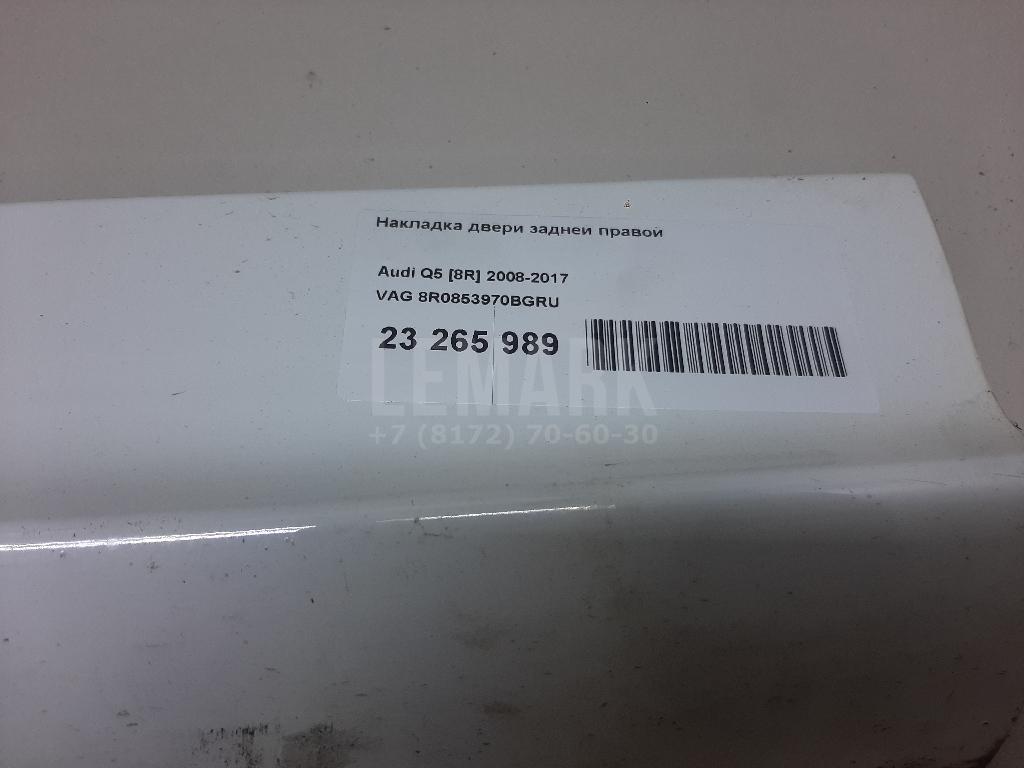 Накладка двери задней правой
Audi Q5 [8R] 2008-2017
VAG 8R0853970BGRU
23 265 989
LEMARK
+7 (8172) 70-60-30